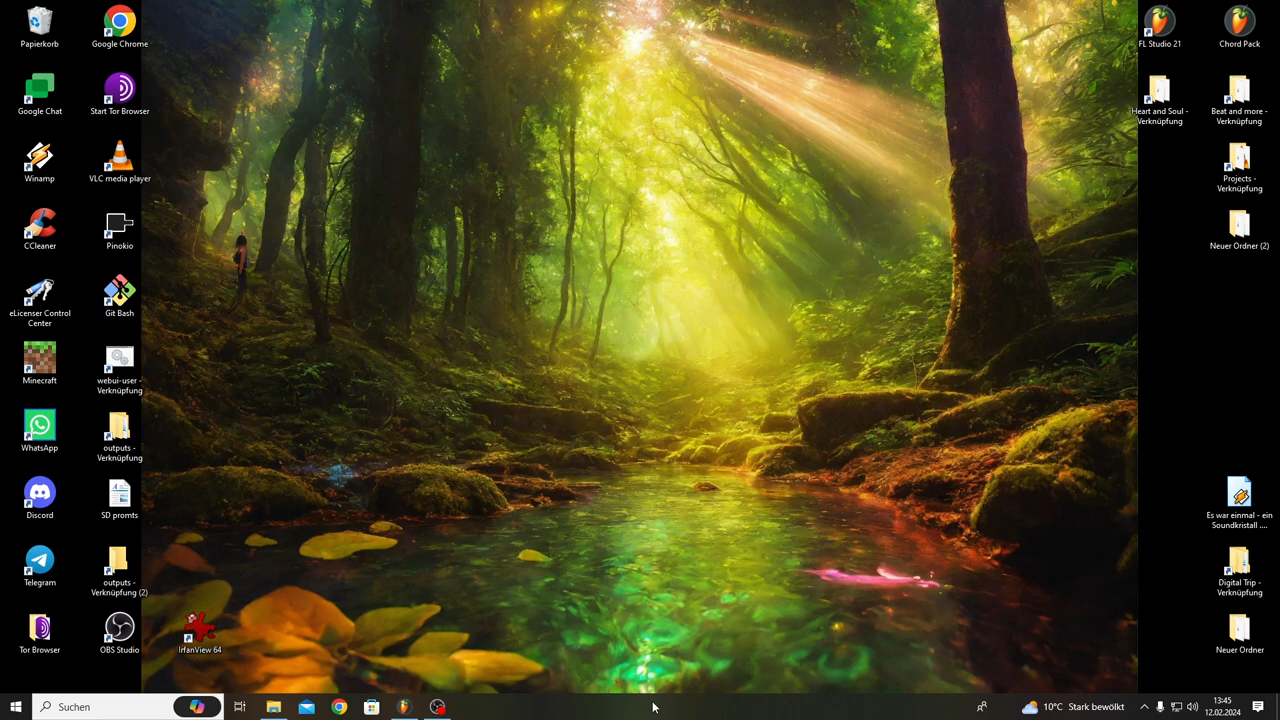 Papierkorb
Google Chrome
Google Chat
Start Tor Browser
Winamp
VLC media player
CCleaner
Pinokio
eLicenser Control
Center
Git Bash
Minecraft
webui-user -
Verknüpfung
WhatsApp
outputs -
Verknüpfung
Discord
SD promts
Telegram
outputs -
Verknüpfung (2)
Tor Browser
OBS Studio
IrfanView 64
FL Studio 21
Chord Pack
Heart and Soul -
Verknüpfung
Beat and more -
Verknüpfung
Projects -
Verknüpfung
Neuer Ordner (2)
Es war einmal - ein
Soundkristall ....
Digital Trip -
Verknüpfung
Neuer Ordner
Suchen
10°C Stark bewölkt
13:45
12.02.2024